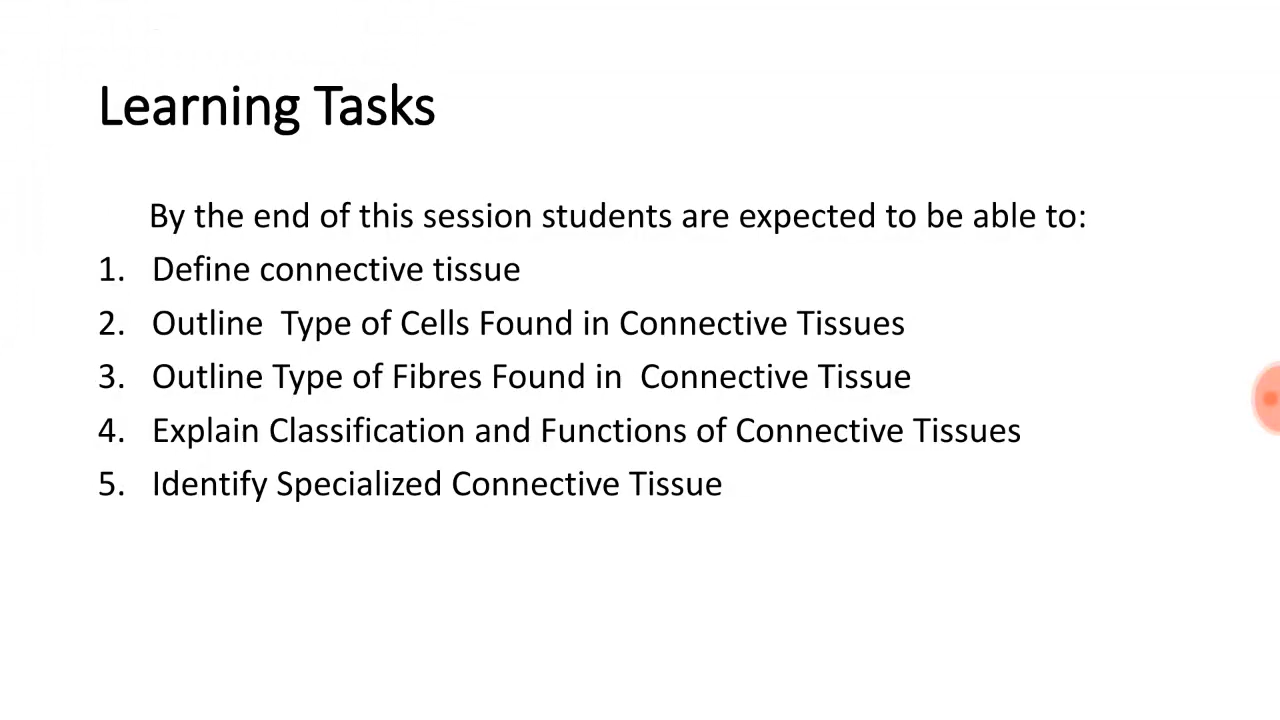 Learning Tasks
By the end of this session students are expected to be able to:
1. Define connective tissue
2. Outline  Type of Cells Found in Connective Tissues
3. Outline Type of Fibres Found in  Connective Tissue
4. Explain Classification and Functions of Connective Tissues
5. Identify Specialized Connective Tissue